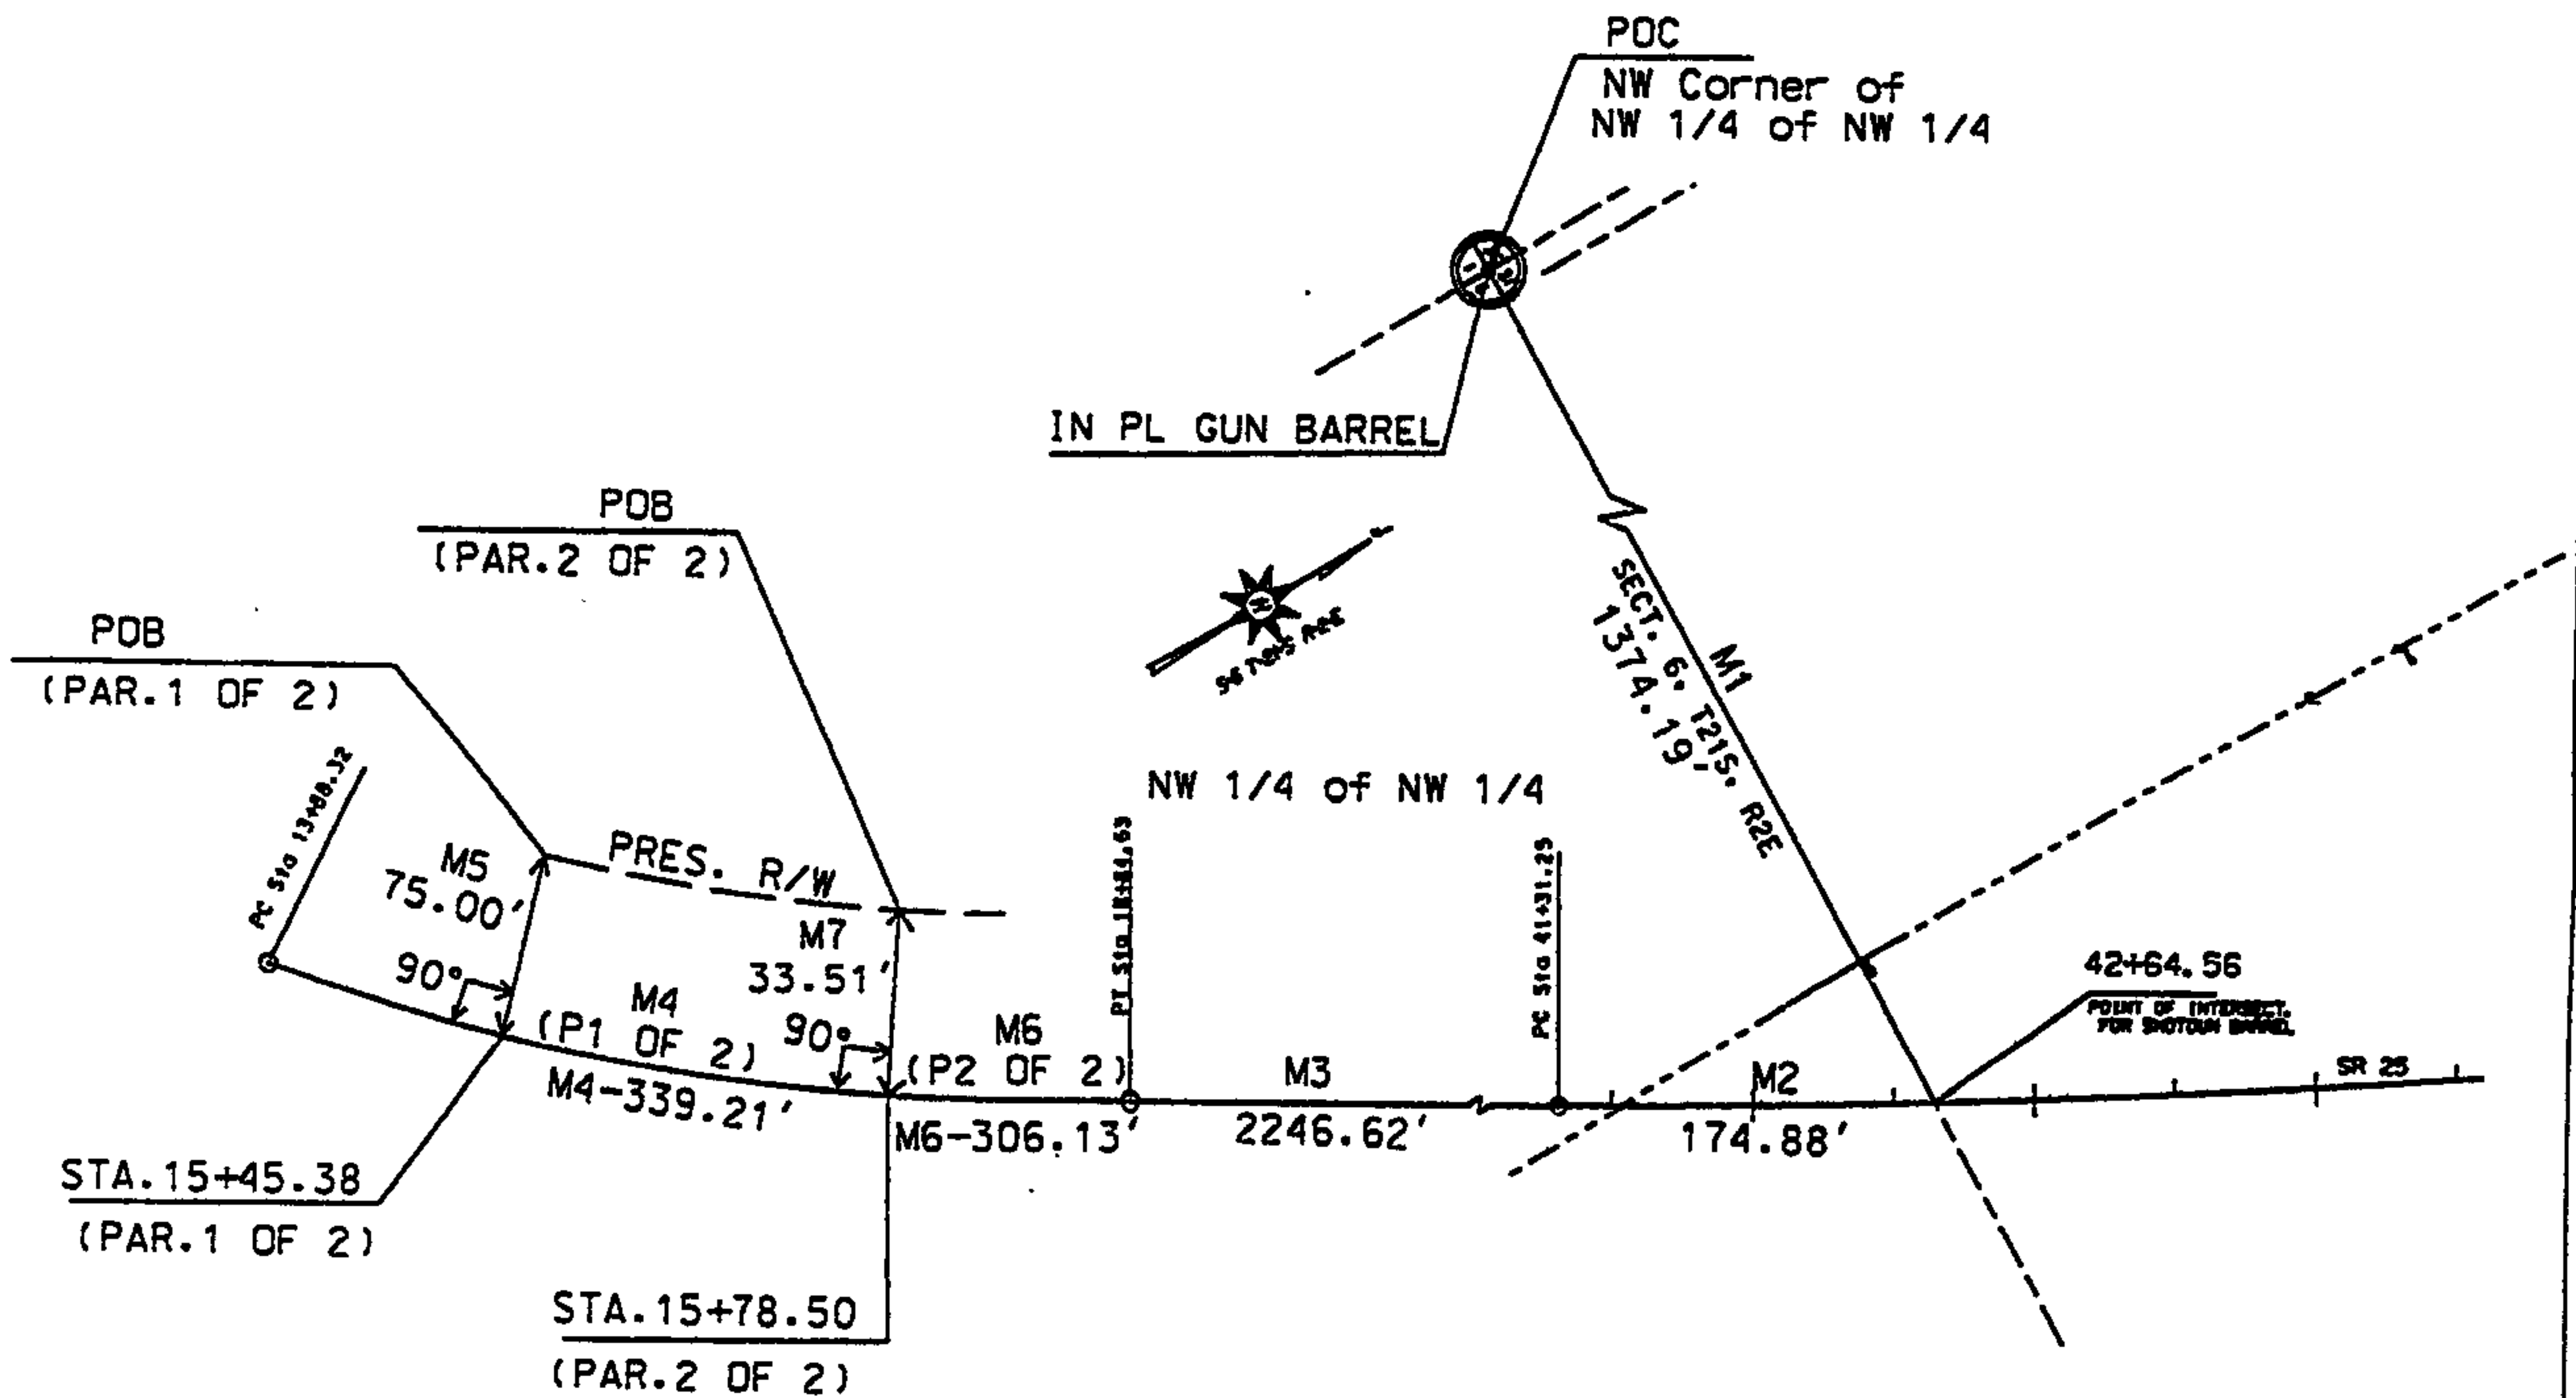 POC
NW Corner of
NW 1/4 of NW 1/4
IN PL GUN BARREL
POB
(PAR.2 OF 2)
POB
(PAR.1 OF 2)
M1
SECT. 6, T21S, R2E
1374.19'
NW 1/4 of NW 1/4
PC Sta 13+88.32
M5
75.00'
90°
PRES. R/W
M7
33.51'
90°
M4
(P1 OF 2)
M4-339.21'
M6
(P2 OF 2)
M6-306.13'
PT Sta
M3
2246.62'
PC Sta 41+31.25
M2
174.88'
42+64.56
POINT OF INTERSECT.
FOR SHOTGUN BARREL
SR 25
STA.15+45.38
(PAR.1 OF 2)
STA.15+78.50
(PAR.2 OF 2)